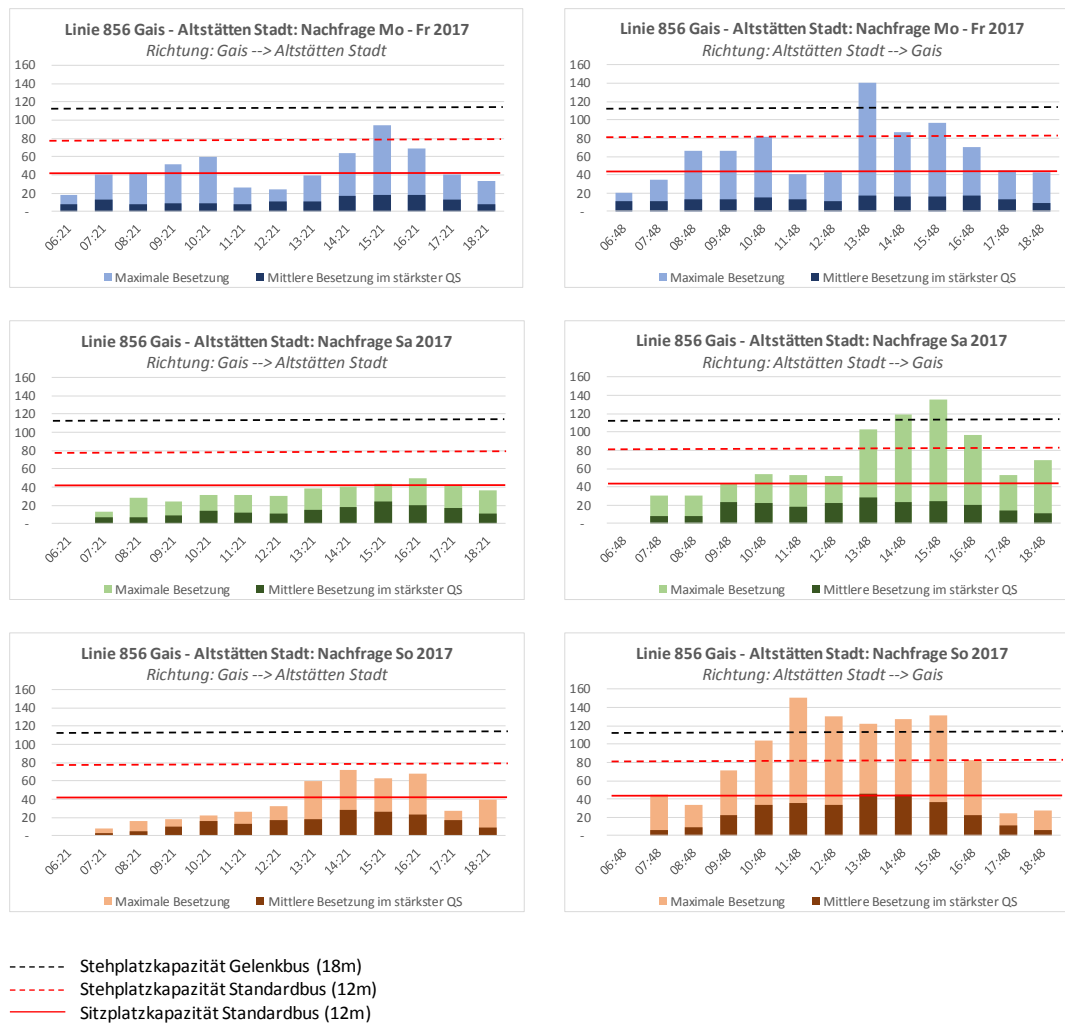 Linie 856 Gais - Altstätten Stadt: Nachfrage Mo - Fr 2017
Richtung: Gais --> Altstätten Stadt
160
140
120
100
80
60
40
20
-
06:21 07:21 08:21 09:21 10:21 11:21 12:21 13:21 14:21 15:21 16:21 17:21 18:21
Maximale Besetzung Mittlere Besetzung im stärkster QS
Linie 856 Gais - Altstätten Stadt: Nachfrage Mo - Fr 2017
Richtung: Altstätten Stadt --> Gais
160
140
120
100
80
60
40
20
-
06:48 07:48 08:48 09:48 10:48 11:48 12:48 13:48 14:48 15:48 16:48 17:48 18:48
Maximale Besetzung Mittlere Besetzung im stärkster QS
Linie 856 Gais - Altstätten Stadt: Nachfrage Sa 2017
Richtung: Gais --> Altstätten Stadt
160
140
120
100
80
60
40
20
-
06:21 07:21 08:21 09:21 10:21 11:21 12:21 13:21 14:21 15:21 16:21 17:21 18:21
Maximale Besetzung Mittlere Besetzung im stärkster QS
Linie 856 Gais - Altstätten Stadt: Nachfrage Sa 2017
Richtung: Altstätten Stadt --> Gais
160
140
120
100
80
60
40
20
-
06:48 07:48 08:48 09:48 10:48 11:48 12:48 13:48 14:48 15:48 16:48 17:48 18:48
Maximale Besetzung Mittlere Besetzung im stärkster QS
Linie 856 Gais - Altstätten Stadt: Nachfrage So 2017
Richtung: Gais --> Altstätten Stadt
160
140
120
100
80
60
40
20
-
06:21 07:21 08:21 09:21 10:21 11:21 12:21 13:21 14:21 15:21 16:21 17:21 18:21
Maximale Besetzung Mittlere Besetzung im stärkster QS
Linie 856 Gais - Altstätten Stadt: Nachfrage So 2017
Richtung: Altstätten Stadt --> Gais
160
140
120
100
80
60
40
20
-
06:48 07:48 08:48 09:48 10:48 11:48 12:48 13:48 14:48 15:48 16:48 17:48 18:48
Maximale Besetzung Mittlere Besetzung im stärkster QS
Stehplatzkapazität Gelenkbus (18m)
Stehplatzkapazität Standardbus (12m)
Sitzplatzkapazität Standardbus (12m)